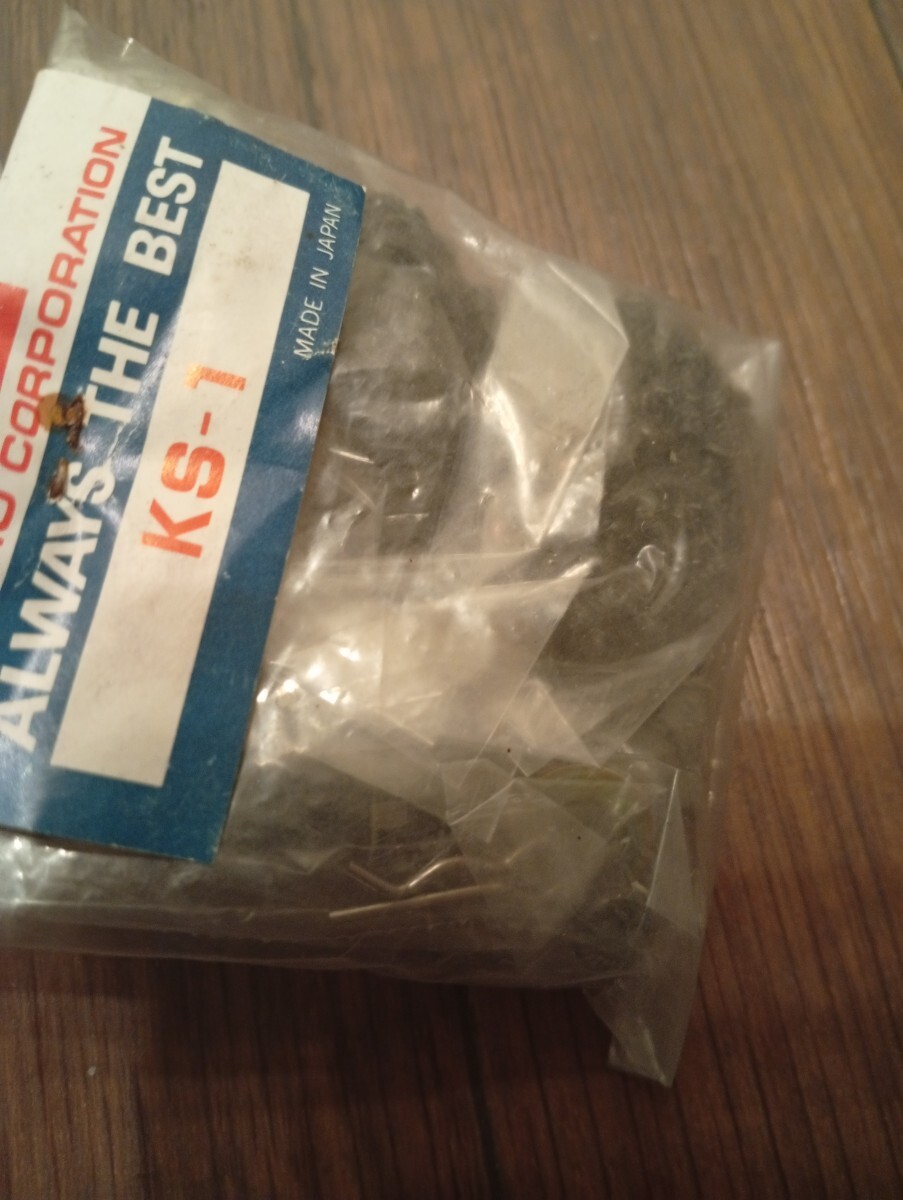 CORPORATION
ALWAYS THE BEST
KS-1
MADE IN JAPAN